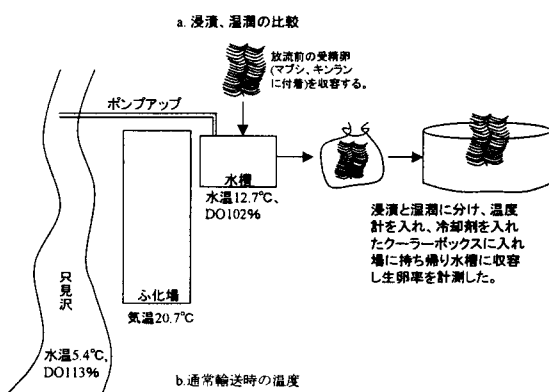 a. 浸漬、湿潤の比較
放流前の受精卵
(マブシ、キンラン
に付着)を収容する。
ポンプアップ
水槽
水温12.7℃、
DO102%
浸漬と湿潤に分け、温度
計を入れ、冷却剤を入れ
たクーラーボックスに入れ
場に持ち帰り水槽に収容
し生卵率を計測した。
只見沢
ふ化場
気温20.7℃
水温5.4℃、
DO113%
b.通常輸送時の温度